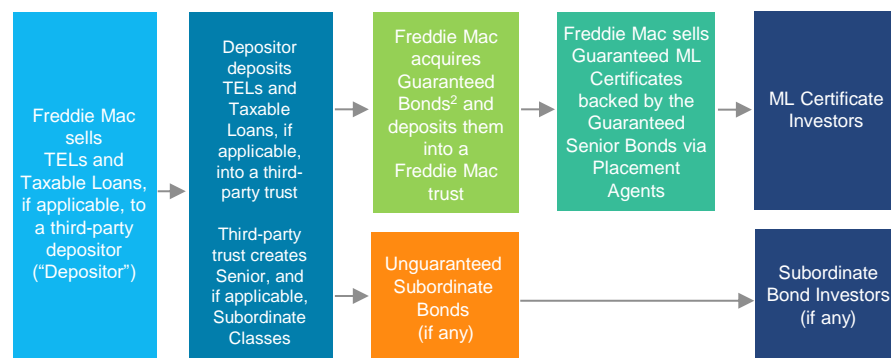 Freddie Mac
sells
TELs and
Taxable Loans,
if applicable, to
a third-party
depositor
(“Depositor”)
Depositor
deposits
TELs and
Taxable
Loans, if
applicable,
into a third-
party trust
Third-party
trust creates
Senior, and
if applicable,
Subordinate
Classes
Freddie Mac
acquires
Guaranteed
Bonds² and
deposits them
into a
Freddie Mac
trust
Freddie Mac sells
Guaranteed ML
Certificates
backed by the
Guaranteed
Senior Bonds via
Placement
Agents
ML Certificate
Investors
Unguaranteed
Subordinate
Bonds
(if any)
Subordinate
Bond Investors
(if any)